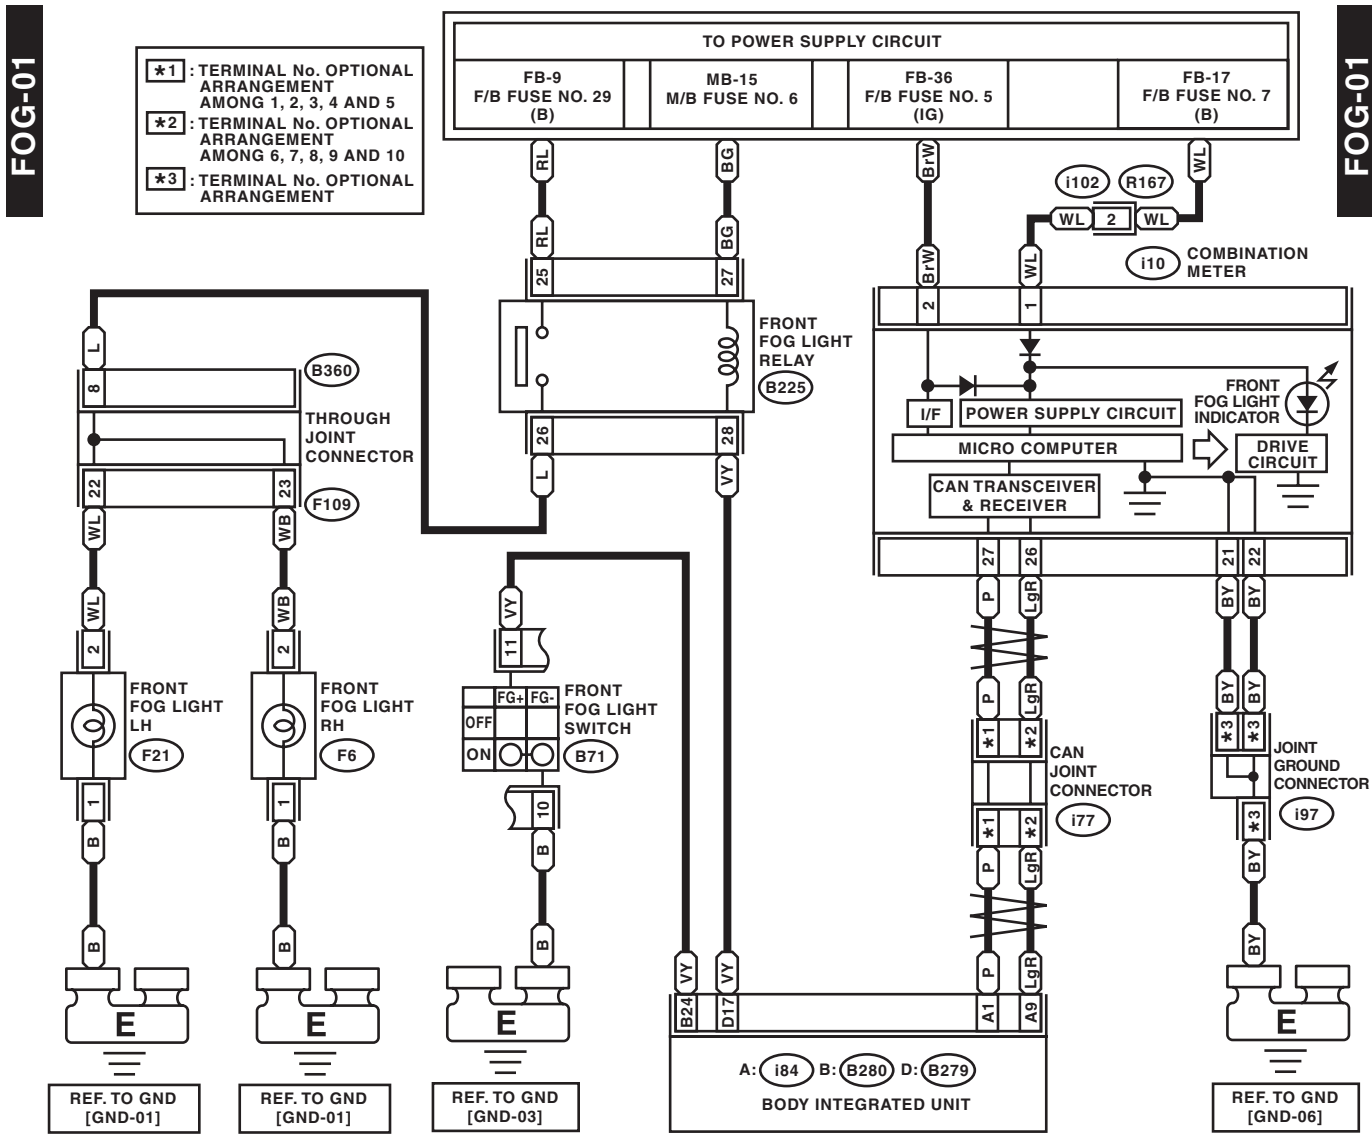 FOG-01
FOG-01
*1 : TERMINAL No. OPTIONAL
ARRANGEMENT
AMONG 1, 2, 3, 4 AND 5
*2 : TERMINAL No. OPTIONAL
ARRANGEMENT
AMONG 6, 7, 8, 9 AND 10
*3 : TERMINAL No. OPTIONAL
ARRANGEMENT
TO POWER SUPPLY CIRCUIT
FB-9
F/B FUSE NO. 29
(B)
MB-15
M/B FUSE NO. 6
FB-36
F/B FUSE NO. 5
(IG)
FB-17
F/B FUSE NO. 7
(B)
RL
BG
BrW
WL
i102
R167
WL
2
WL
RL
BG
BrW
WL
i10
COMBINATION
METER
25
27
2
1
FRONT
FOG LIGHT
RELAY
B225
26
28
L
VY
L
8
B360
THROUGH
JOINT
CONNECTOR
22
23
F109
WL
WB
WL
WB
2
2
FRONT
FOG LIGHT
LH
F21
FRONT
FOG LIGHT
RH
F6
1
1
B
B
B
B
E
E
REF. TO GND
[GND-01]
REF. TO GND
[GND-01]
VY
11
FG+
FG-
OFF
ON
FRONT
FOG LIGHT
SWITCH
B71
10
B
B
E
REF. TO GND
[GND-03]
I/F
POWER SUPPLY CIRCUIT
FRONT
FOG LIGHT
INDICATOR
MICRO COMPUTER
DRIVE
CIRCUIT
CAN TRANSCEIVER
& RECEIVER
27
26
21
22
P
LgR
BY
BY
P
LgR
BY
BY
*1
*2
*3
*3
CAN
JOINT
CONNECTOR
i77
JOINT
GROUND
CONNECTOR
i97
*1
*2
*3
P
LgR
BY
P
LgR
BY
VY
VY
B24
D17
A1
A9
A: i84 B: B280 D: B279
BODY INTEGRATED UNIT
E
REF. TO GND
[GND-06]